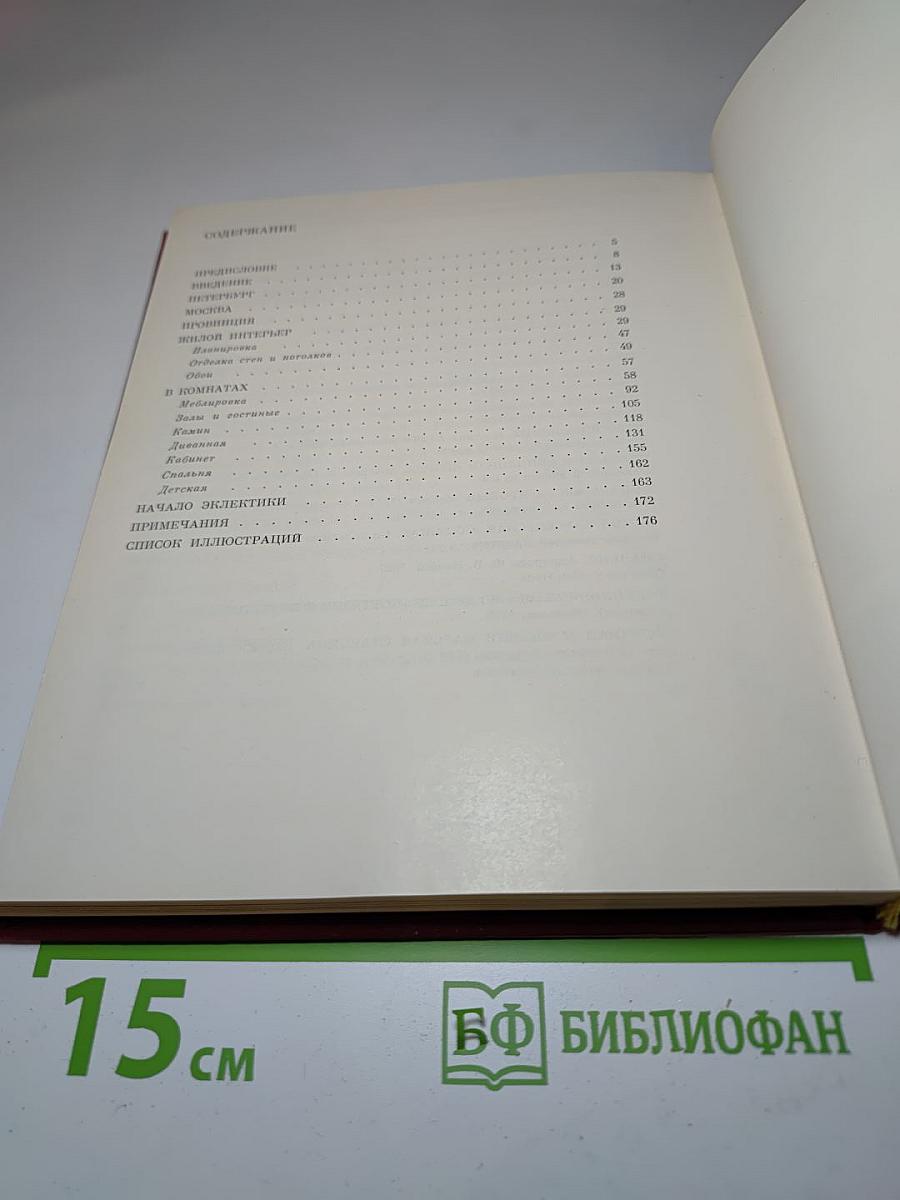 СОДЕРЖАНИЕ
ПРЕДИСЛОВИЕ . . . 5
ВВЕДЕНИЕ . . . 8
ПЕТЕРБУРГ . . . 13
МОСКВА . . . 20
ПРОВИНЦИЯ . . . 28
ЖИЛОЙ ИНТЕРЬЕР . . . 29
Планировка . . . 29
Отделка стен и потолков . . . 47
Обои . . . 49
В КОМНАТАХ . . . 57
Меблировка . . . 58
Залы и гостиные . . . 92
Камин . . . 105
Диванная . . . 118
Кабинет . . . 131
Спальня . . . 155
Детская . . . 162
НАЧАЛО ЭКЛЕКТИКИ . . . 163
ПРИМЕЧАНИЯ . . . 172
СПИСОК ИЛЛЮСТРАЦИЙ . . . 176
15 см
БФ БИБЛИОФАН